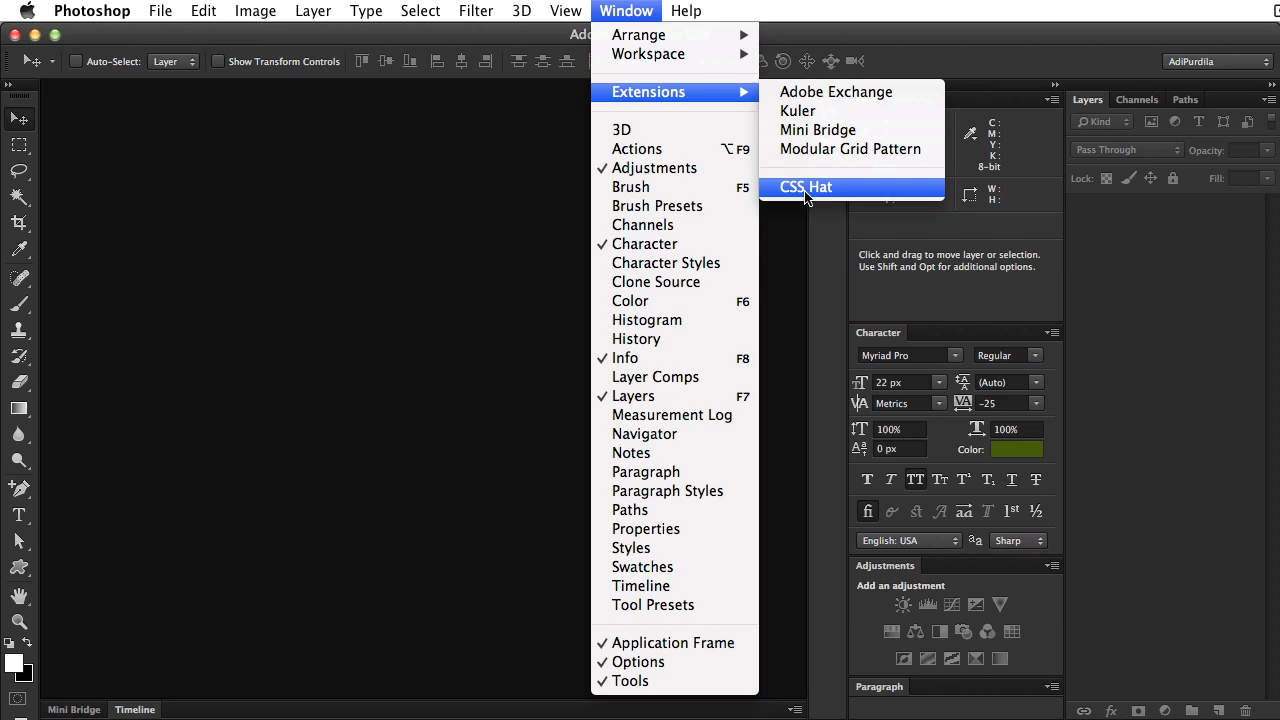 Photoshop File Edit Image Layer Type Select Filter 3D View Window Help
Auto-Select: Layer Show Transform Controls
AdiPurdila
Arrange
Workspace
Extensions
3D
Actions ⌥F9
✓ Adjustments
Brush F5
Brush Presets
Channels
✓ Character
Character Styles
Clone Source
Color F6
Histogram
History
✓ Info F8
Layer Comps
✓ Layers F7
Measurement Log
Navigator
Notes
Paragraph
Paragraph Styles
Paths
Properties
Styles
Swatches
Timeline
Tool Presets
✓ Application Frame
✓ Options
✓ Tools
Adobe Exchange
Kuler
Mini Bridge
Modular Grid Pattern
CSS Hat
C:
M:
Y:
K:
8-bit
W:
H:
Click and drag to move layer or selection.
Use Shift and Opt for additional options.
Character
Myriad Pro Regular
22 px (Auto)
Metrics -25
100% 100%
0 px Color:
English: USA Sharp
Adjustments
Add an adjustment
Paragraph
Layers Channels Paths
Kind
Pass Through Opacity:
Lock: Fill:
Mini Bridge Timeline